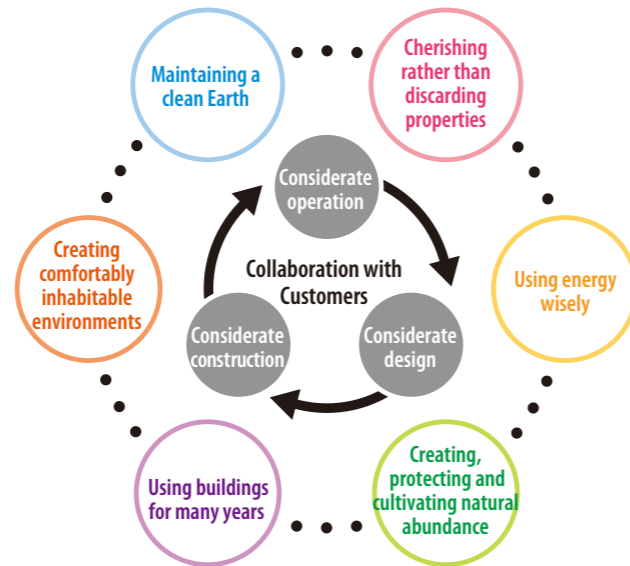 Maintaining a
clean Earth
Cherishing
rather than
discarding
properties
Considerate
operation
Creating
comfortably
inhabitable
environments
Collaboration with
Customers
Using energy
wisely
Considerate
construction
Considerate
design
Using buildings
for many years
Creating,
protecting and
cultivating natural
abundance